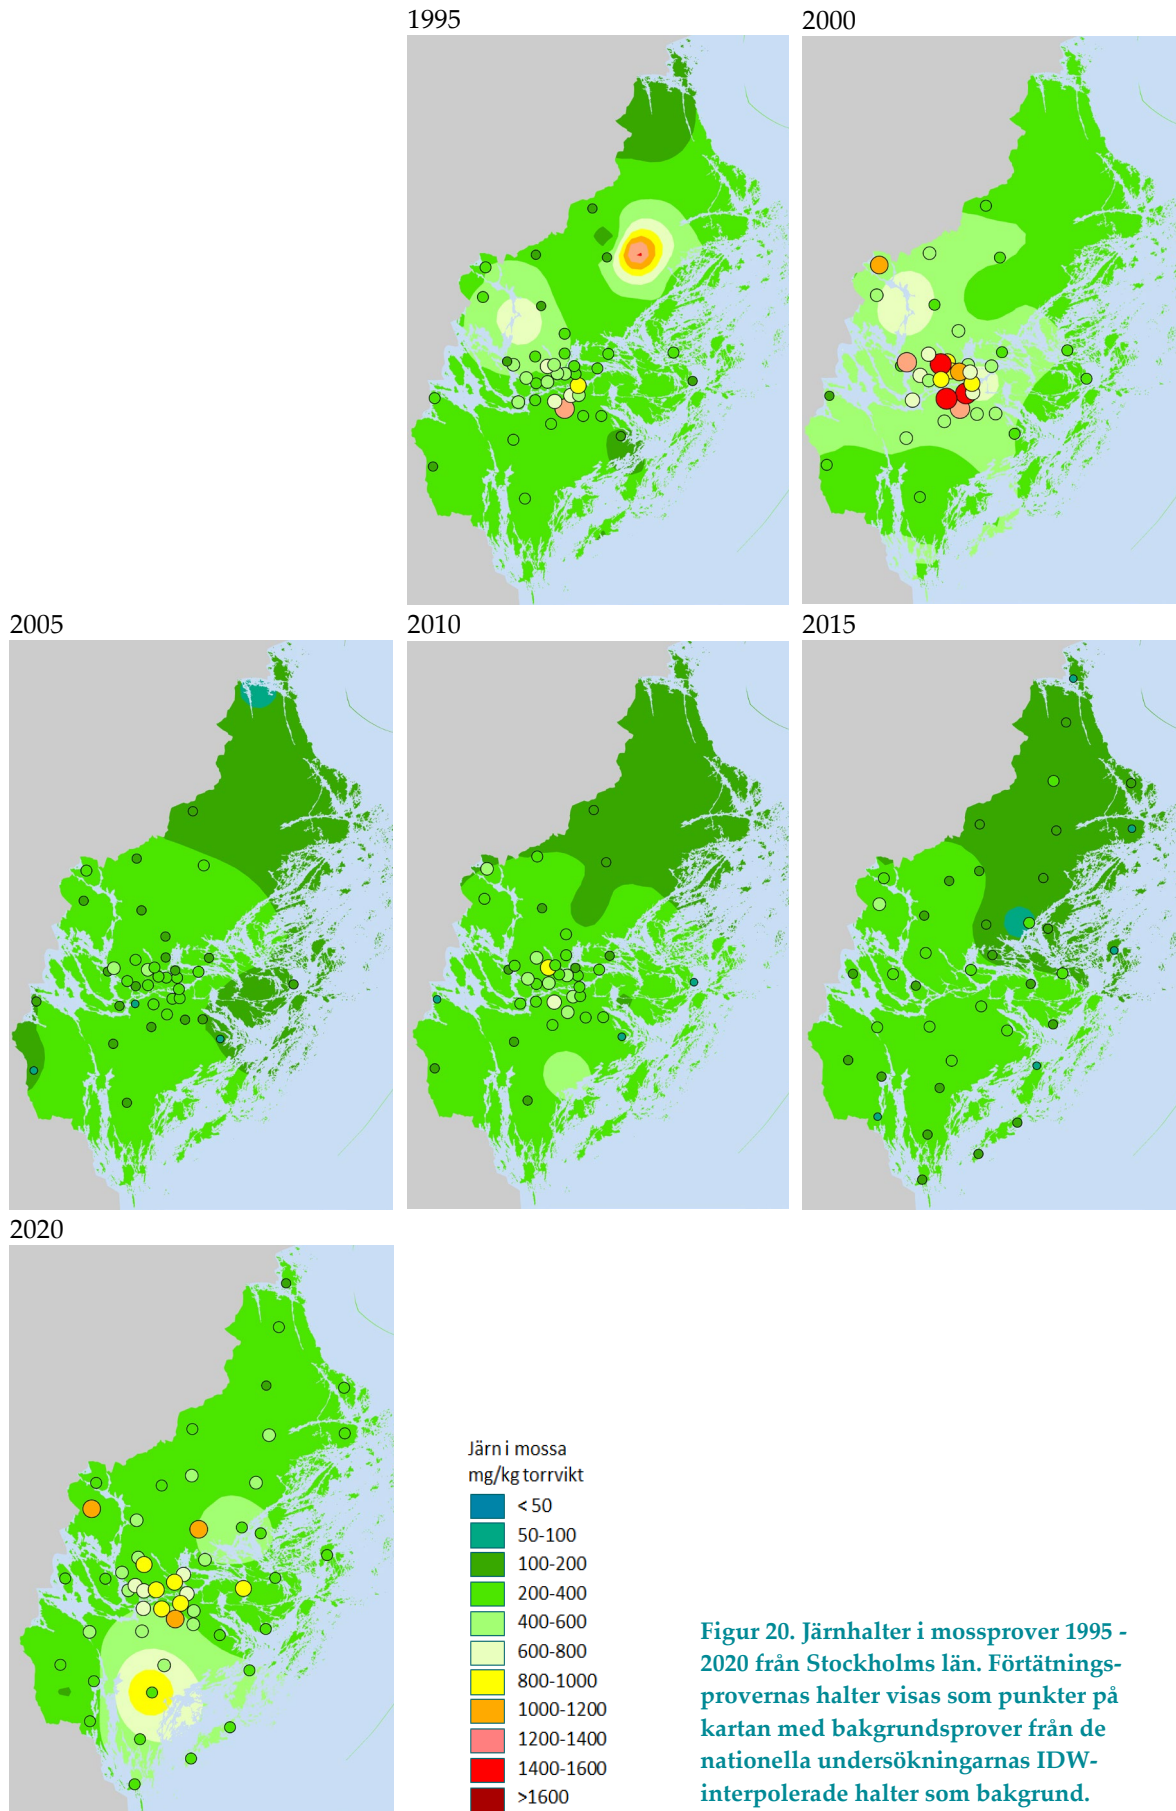 1995
2000
2005
2010
2015
2020
Järn i mossa
mg/kg torrvikt
< 50
50-100
100-200
200-400
400-600
600-800
800-1000
1000-1200
1200-1400
1400-1600
>1600
Figur 20. Järnhalter i mossprover 1995 -
2020 från Stockholms län. Förtätnings-
provernas halter visas som punkter på
kartan med bakgrundsprover från de
nationella undersökningarnas IDW-
interpolerade halter som bakgrund.